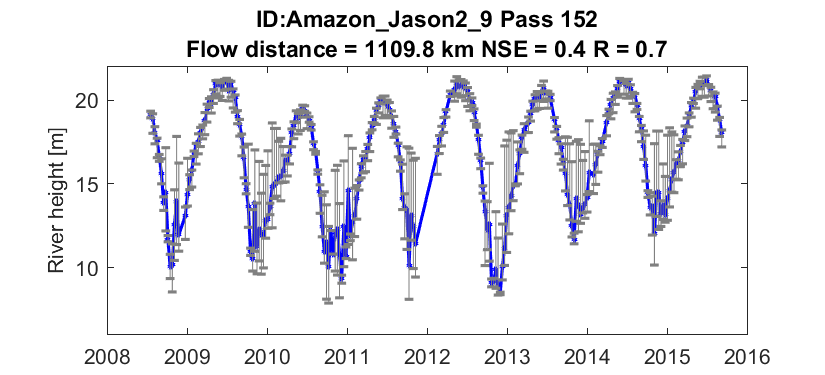 ID:Amazon_Jason2_9 Pass 152
Flow distance = 1109.8 km NSE = 0.4 R = 0.7
River height [m]
20
15
10
2008 2009 2010 2011 2012 2013 2014 2015 2016